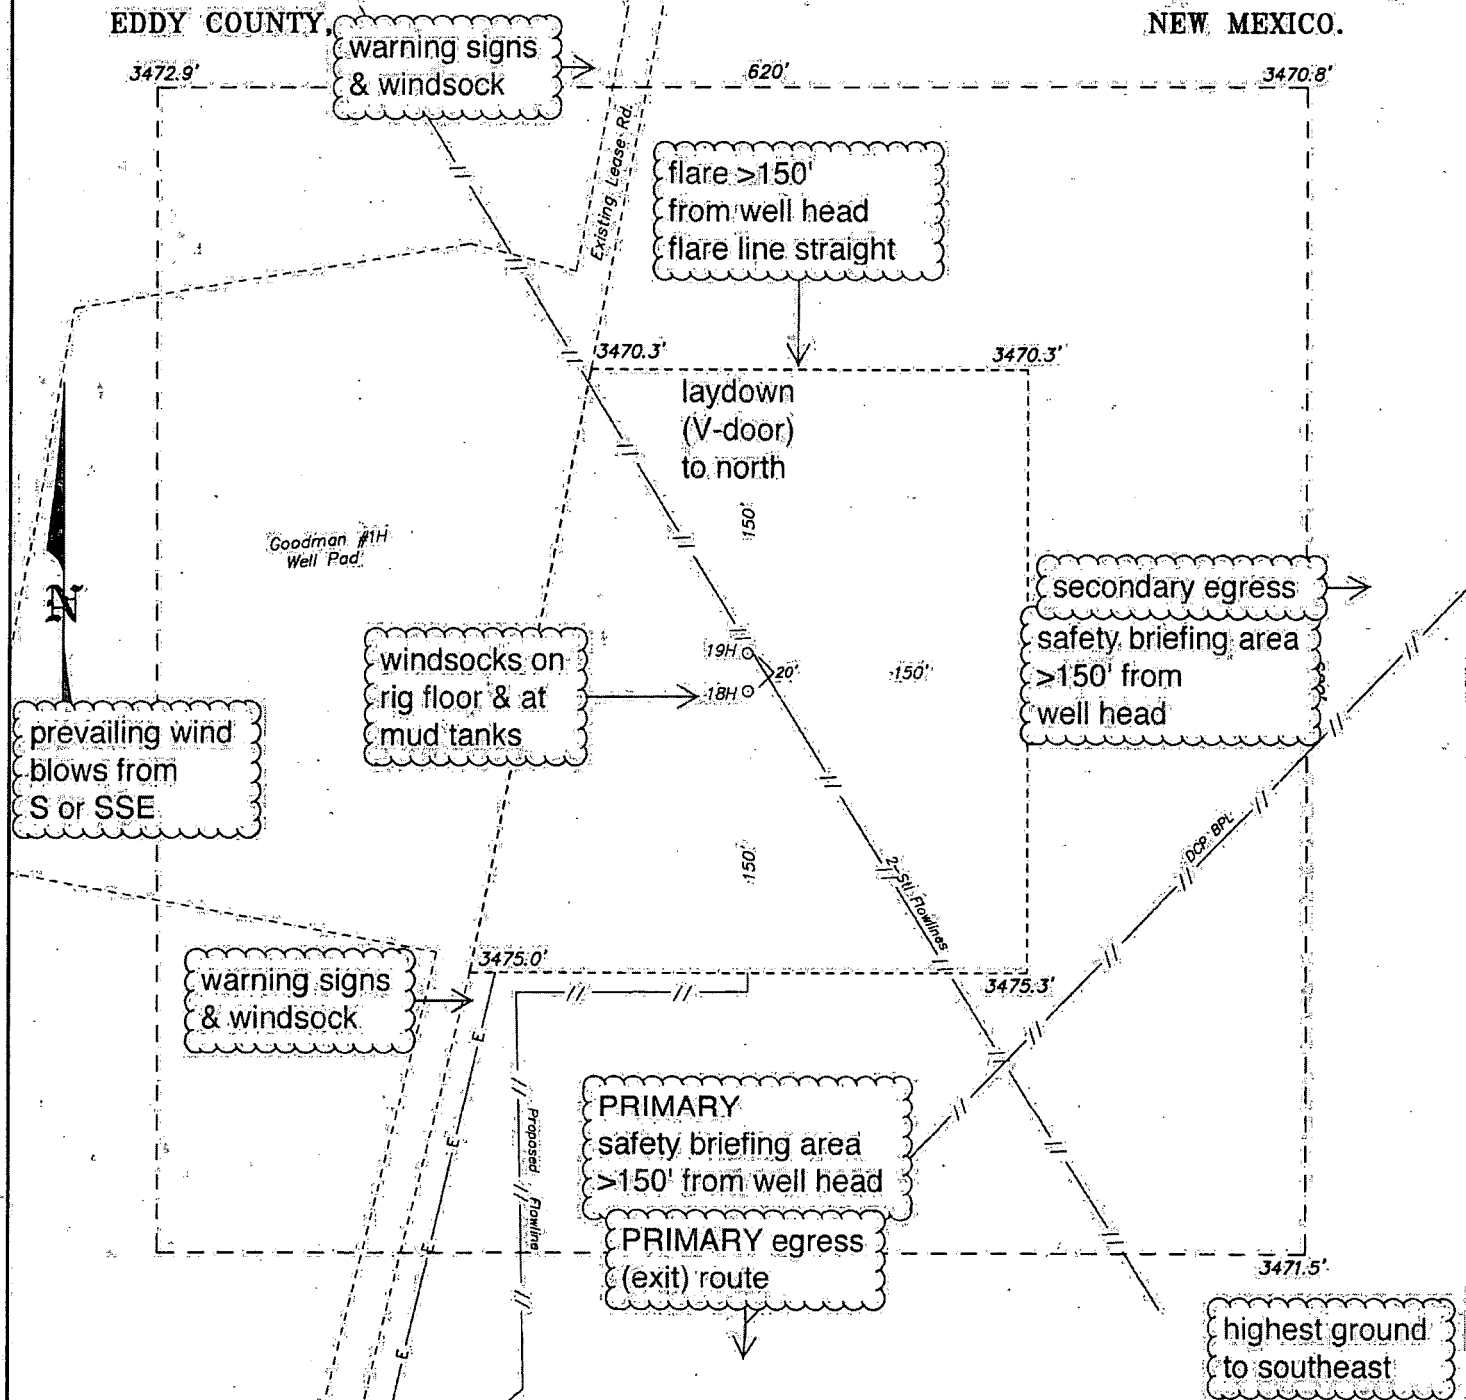 EDDY COUNTY,
NEW MEXICO.
warning signs
& windsock
3472.9'
620'
3470.8'
Existing Lease Rd.
flare >150'
from well head
flare line straight
3470.3'
3470.3'
laydown
(V-door)
to north
150'
Goodman #1H
Well Pad
N
secondary egress
safety briefing area
>150' from
well head
windsocks on
rig floor & at
mud tanks
19H
20'
18H
150'
prevailing wind
blows from
S or SSE
DCP BPL
150'
2-Stl Flowlines
warning signs
& windsock
3475.0'
3475.3'
E
E
E
E
Proposed Flowline
PRIMARY
safety briefing area
>150' from well head
PRIMARY egress
(exit) route
3471.5'
highest ground
to southeast